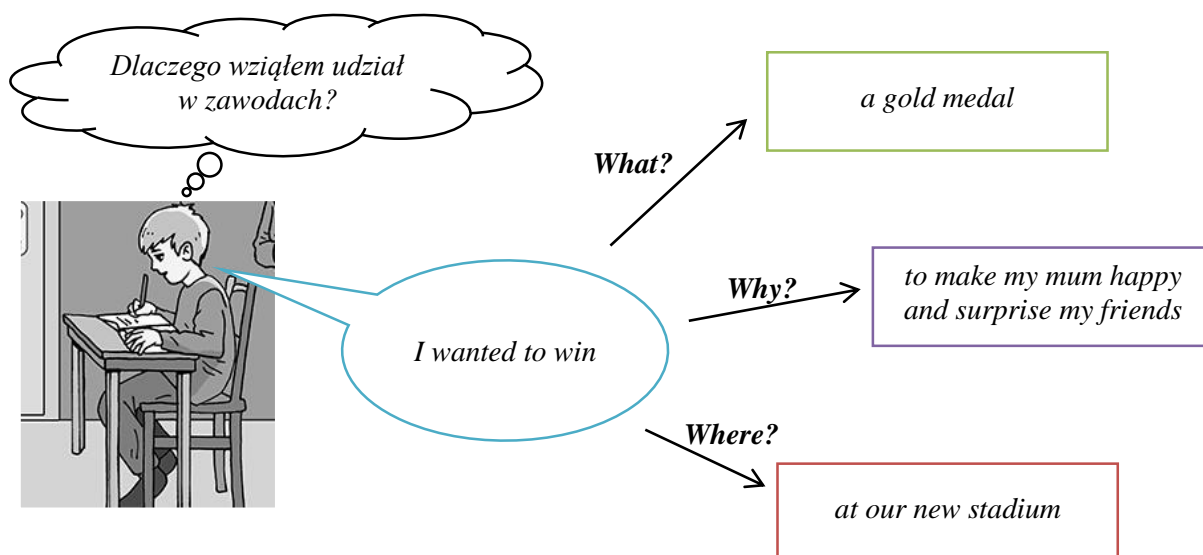 Dlaczego wziąłem udział
w zawodach?
a gold medal
What?
Why?
to make my mum happy
and surprise my friends
I wanted to win
Where?
at our new stadium